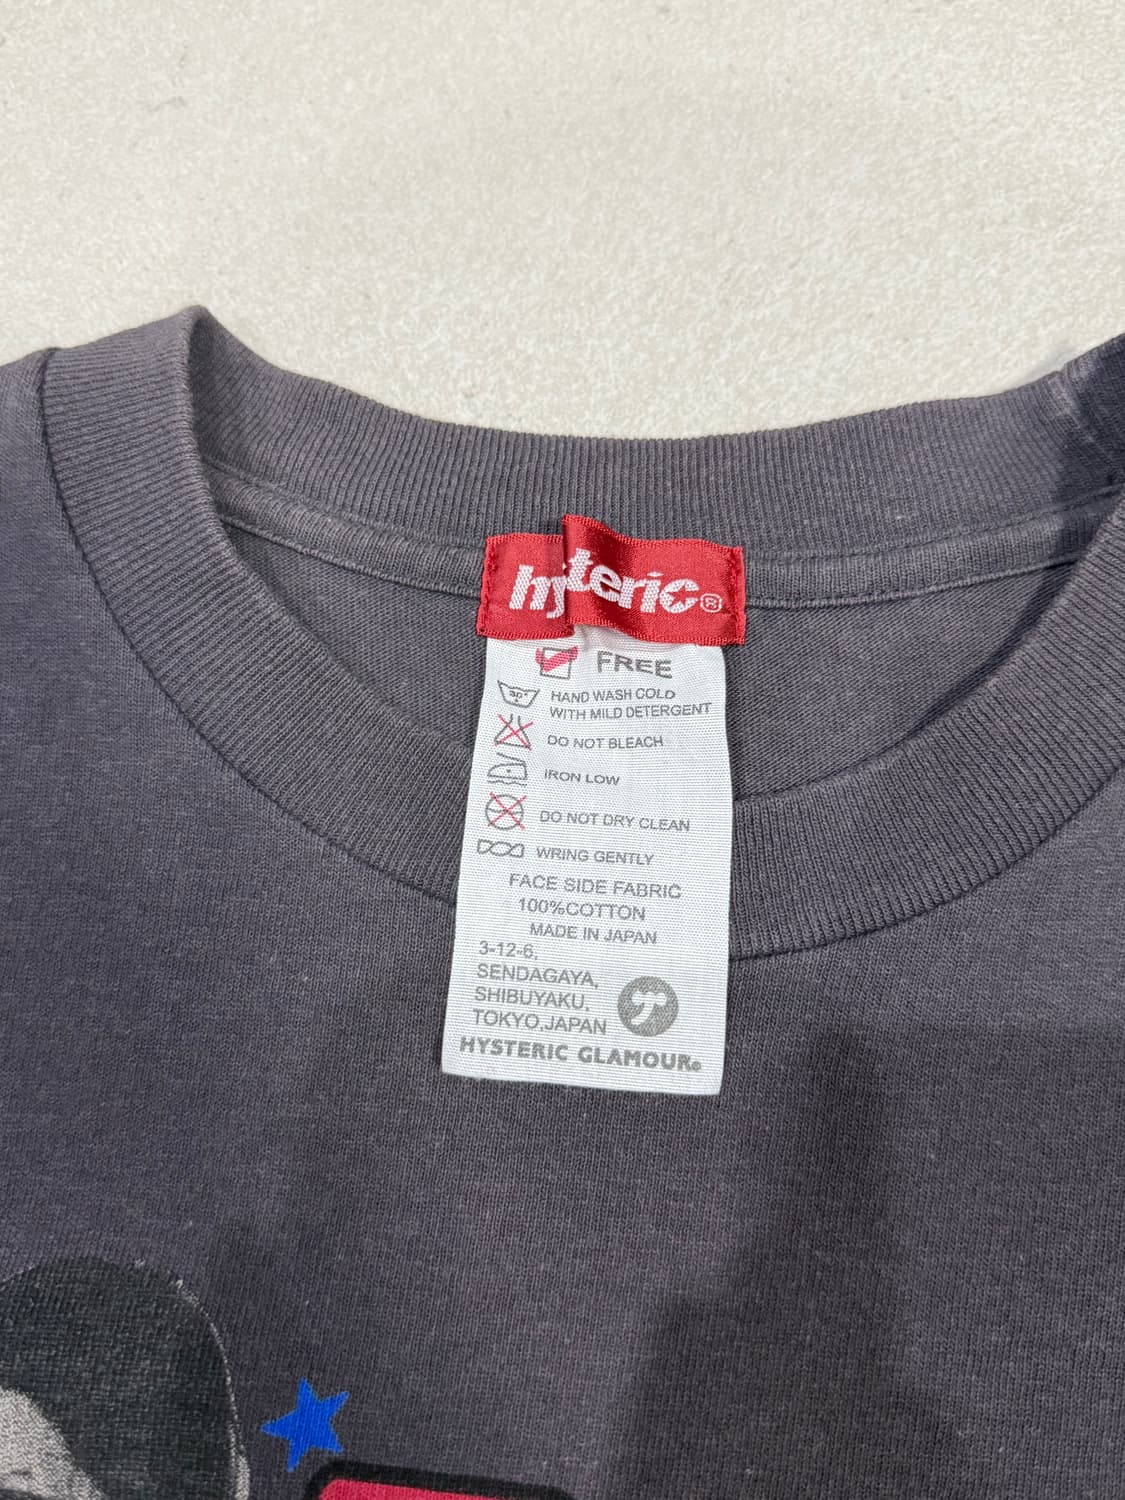 hysteric®
FREE
30°
HAND WASH COLD
WITH MILD DETERGENT
DO NOT BLEACH
IRON LOW
DO NOT DRY CLEAN
WRING GENTLY
FACE SIDE FABRIC
100%COTTON
MADE IN JAPAN
3-12-6,
SENDAGAYA,
SHIBUYAKU,
TOKYO,JAPAN
HYSTERIC GLAMOUR®